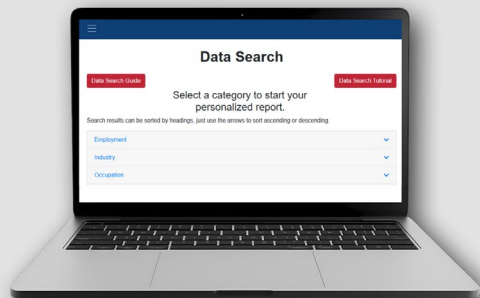 Data Search
Data Search Guide
Data Search Tutorial
Select a category to start your
personalized report.
Search results can be sorted by headings, just use the arrows to sort ascending or descending.
Employment
Industry
Occupation